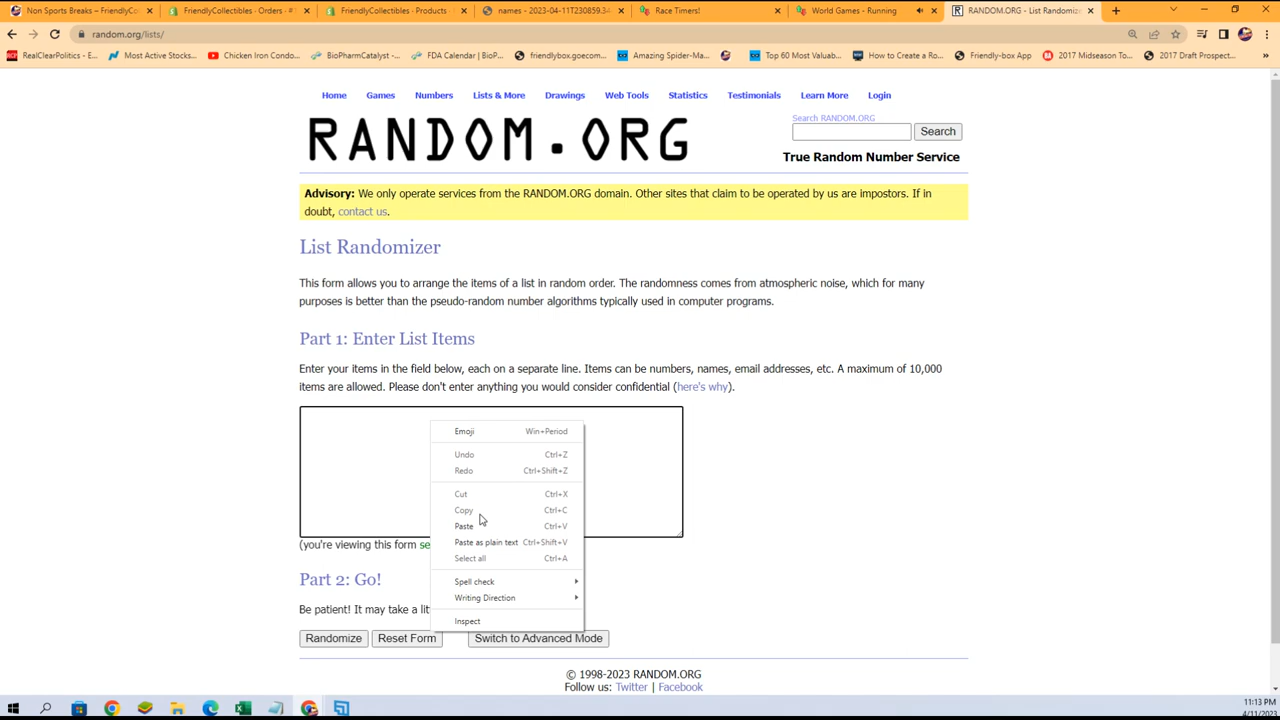 Non Sports Breaks – FriendlyCo
FriendlyCollectibles · Orders · #1
FriendlyCollectibles · Products ·
names - 2023-04-11T230859.34
Race Timers!
World Games - Running
RANDOM.ORG - List Randomize
random.org/lists/
RealClearPolitics - E...
Most Active Stocks...
Chicken Iron Condo...
BioPharmCatalyst -...
FDA Calendar | BioP...
friendlybox.goecom...
Amazing Spider-Ma...
Top 60 Most Valuab...
How to Create a Ro...
Friendly-box App
2017 Midseason To...
2017 Draft Prospect...
Home Games Numbers Lists & More Drawings Web Tools Statistics Testimonials Learn More Login
RANDOM.ORG
Search RANDOM.ORG
Search
True Random Number Service
Advisory: We only operate services from the RANDOM.ORG domain. Other sites that claim to be operated by us are impostors. If in
doubt, contact us.
List Randomizer
This form allows you to arrange the items of a list in random order. The randomness comes from atmospheric noise, which for many
purposes is better than the pseudo-random number algorithms typically used in computer programs.
Part 1: Enter List Items
Enter your items in the field below, each on a separate line. Items can be numbers, names, email addresses, etc. A maximum of 10,000
items are allowed. Please don't enter anything you would consider confidential (here's why).
Emoji Win+Period
Undo Ctrl+Z
Redo Ctrl+Shift+Z
Cut Ctrl+X
Copy Ctrl+C
Paste Ctrl+V
Paste as plain text Ctrl+Shift+V
Select all Ctrl+A
Spell check
Writing Direction
Inspect
(you're viewing this form se
Part 2: Go!
Be patient! It may take a lit
Randomize Reset Form Switch to Advanced Mode
© 1998-2023 RANDOM.ORG
Follow us: Twitter | Facebook
11:13 PM
4/11/2023